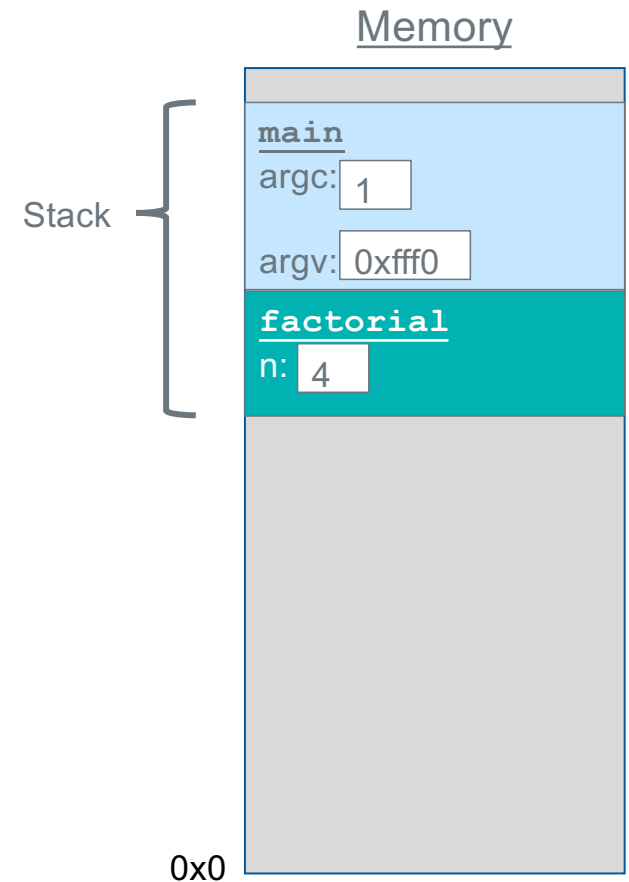 Memory
main
argc: 1
Stack
argv: 0xfff0
factorial
n: 4
0x0